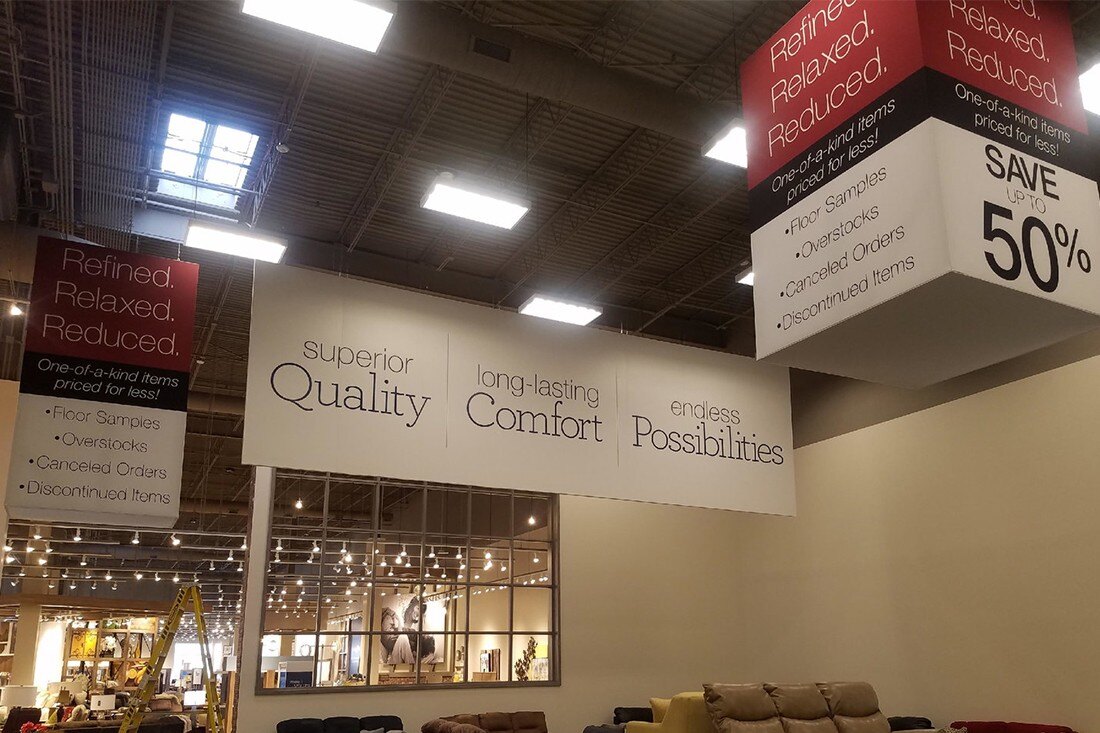 Refined.
Relaxed.
Reduced.
One-of-a-kind items
priced for less!
•Floor Samples
•Overstocks
•Canceled Orders
•Discontinued Items
superior
Quality
long-lasting
Comfort
endless
Possibilities
Refined.
Relaxed.
Reduced.
One-of-a-kind items
priced for less!
•Floor Samples
•Overstocks
•Canceled Orders
•Discontinued Items
Relaxed.
Reduced.
One-of-a-kind items
priced for less!
SAVE
UP TO
50%